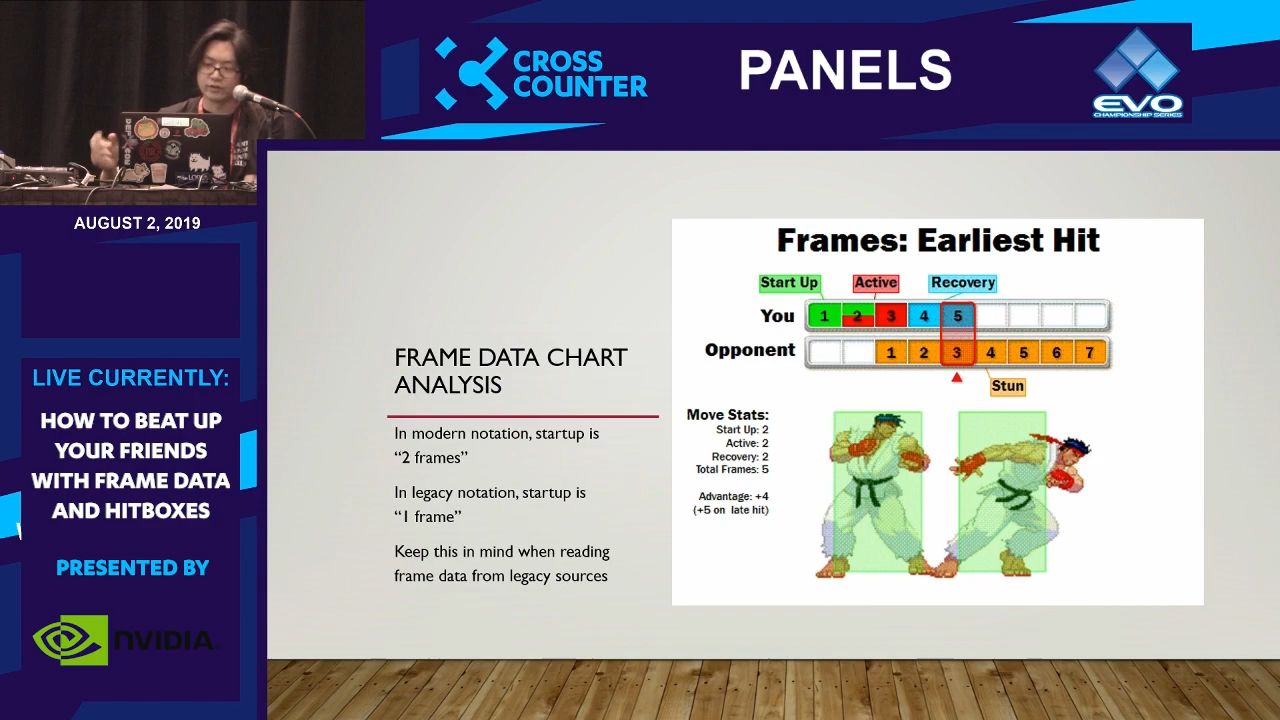 CROSS
COUNTER
PANELS
EVO
CHAMPIONSHIP SERIES
AUGUST 2, 2019
LIVE CURRENTLY:
HOW TO BEAT UP
YOUR FRIENDS
WITH FRAME DATA
AND HITBOXES
PRESENTED BY
NVIDIA
FRAME DATA CHART
ANALYSIS
In modern notation, startup is
“2 frames”
In legacy notation, startup is
“1 frame”
Keep this in mind when reading
frame data from legacy sources
Frames: Earliest Hit
Start Up Active Recovery
You 1 2 3 4 5
Opponent 1 2 3 4 5 6 7
Stun
Move Stats:
Start Up: 2
Active: 2
Recovery: 2
Total Frames: 5
Advantage: +4
(+5 on late hit)